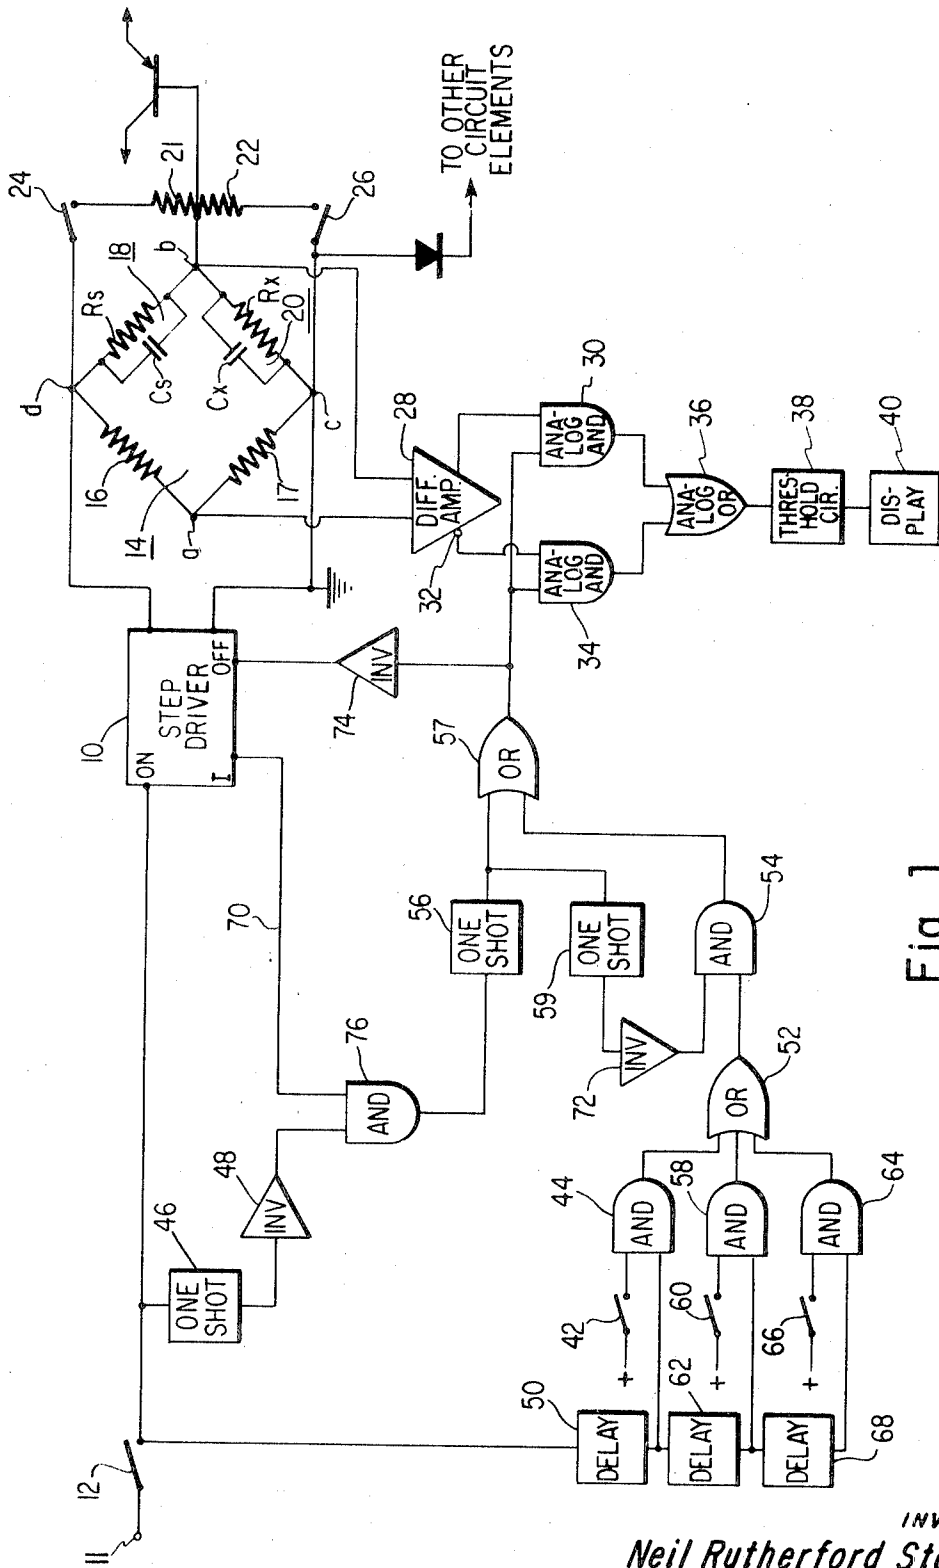 24
21
22
26
TO OTHER
CIRCUIT
ELEMENTS
d
Rs
18
b
Cs
Cx
Rx
20
c
16
14
17
a
28
DIFF.
AMP.
32
30
ANA-
LOG
AND
34
ANA-
LOG
AND
36
ANA-
LOG
OR
38
THRES-
HOLD
CIR.
40
DIS-
PLAY
10
ON
STEP
DRIVER
I
OFF
74
INV
57
OR
70
56
ONE
SHOT
59
ONE
SHOT
54
AND
76
AND
72
INV
52
OR
48
INV
46
ONE
SHOT
44
AND
58
AND
64
AND
42
+
60
+
66
+
50
DELAY
62
DELAY
68
DELAY
12
11
Fig. 1
INV
Neil Rutherford